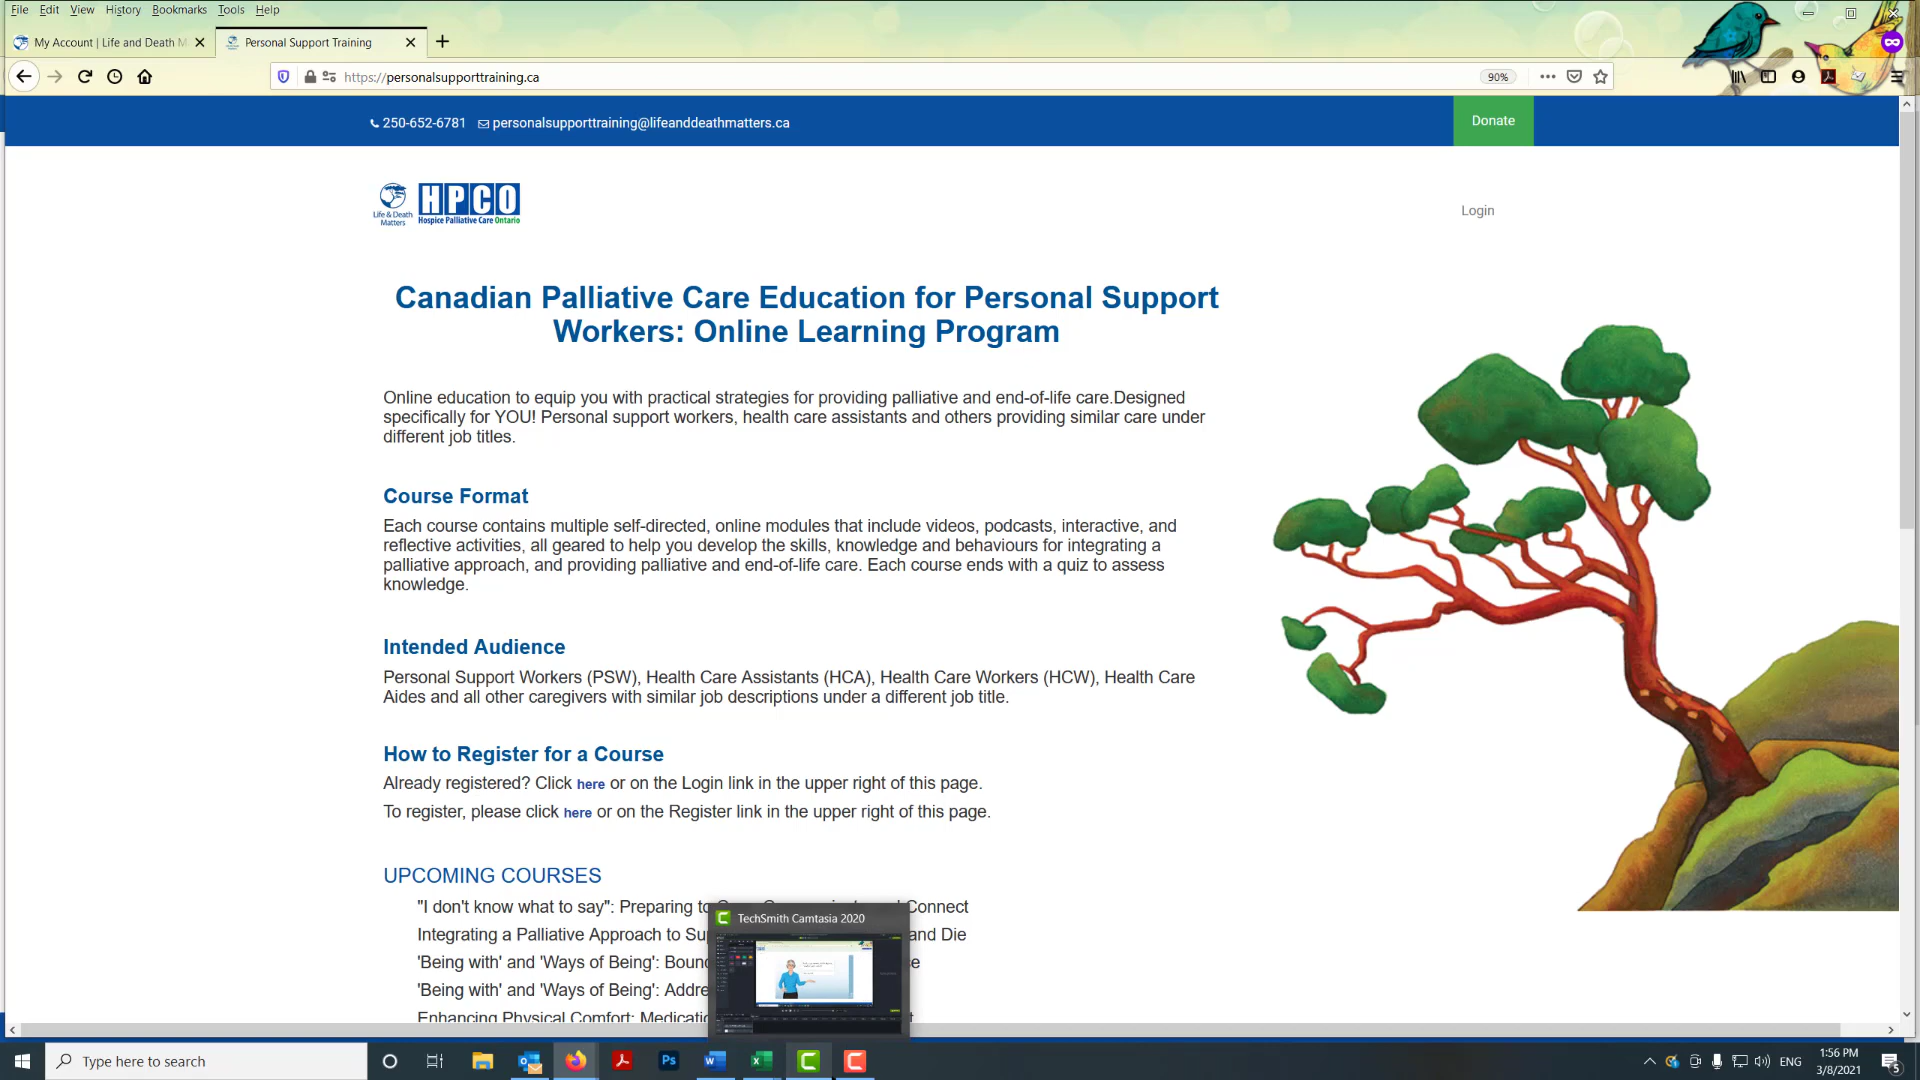 File Edit View History Bookmarks Tools Help
My Account | Life and Death M
Personal Support Training
https://personalsupporttraining.ca
90%
250-652-6781 personalsupporttraining@lifeanddeathmatters.ca
Donate
Life & Death
Matters
HPCO
Hospice Palliative Care Ontario
Login
Canadian Palliative Care Education for Personal Support
Workers: Online Learning Program
Online education to equip you with practical strategies for providing palliative and end-of-life care.Designed
specifically for YOU! Personal support workers, health care assistants and others providing similar care under
different job titles.
Course Format
Each course contains multiple self-directed, online modules that include videos, podcasts, interactive, and
reflective activities, all geared to help you develop the skills, knowledge and behaviours for integrating a
palliative approach, and providing palliative and end-of-life care. Each course ends with a quiz to assess
knowledge.
Intended Audience
Personal Support Workers (PSW), Health Care Assistants (HCA), Health Care Workers (HCW), Health Care
Aides and all other caregivers with similar job descriptions under a different job title.
How to Register for a Course
Already registered? Click here or on the Login link in the upper right of this page.
To register, please click here or on the Register link in the upper right of this page.
UPCOMING COURSES
"I don't know what to say": Preparing to Connect
Integrating a Palliative Approach to Su and Die
'Being with' and 'Ways of Being': Boun e
'Being with' and 'Ways of Being': Addre
Enhancing Physical Comfort: Medicati t
TechSmith Camtasia 2020
Type here to search
Ps
ENG
1:56 PM
3/8/2021
5